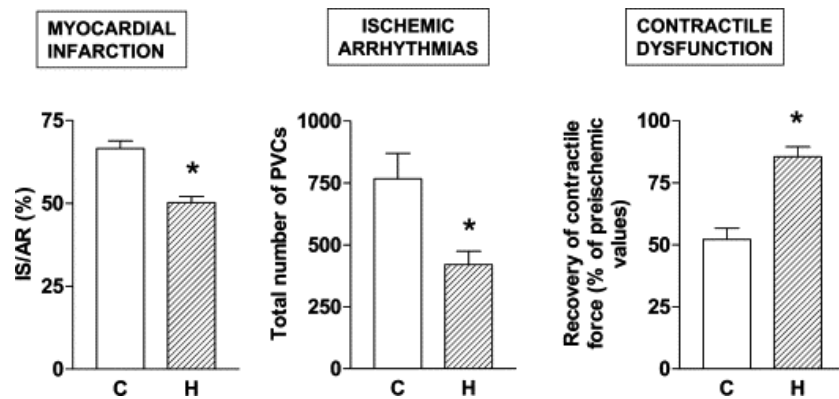 MYOCARDIAL
INFARCTION
75
50
25
0
IS/AR (%)
*
C H
ISCHEMIC
ARRHYTHMIAS
1000
750
500
250
0
Total number of PVCs
*
C H
CONTRACTILE
DYSFUNCTION
100
75
50
25
0
Recovery of contractile
force (% of preischemic
values)
*
C H